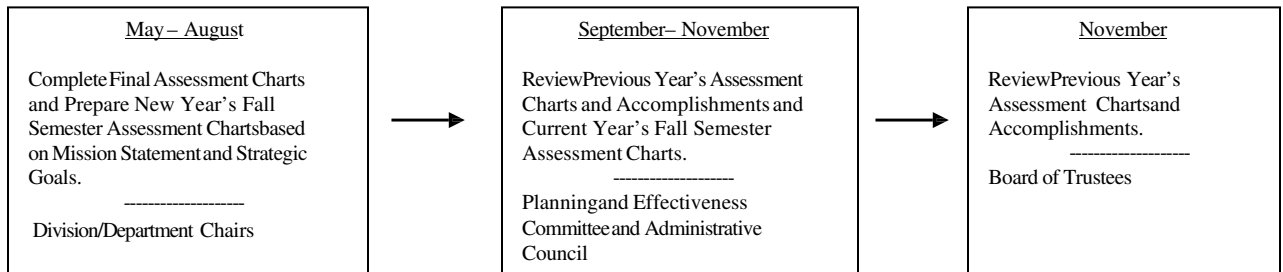 May – August
Complete Final Assessment Charts
and Prepare New Year's Fall
Semester Assessment Charts based
on Mission Statement and Strategic
Goals.
--------------------
Division/Department Chairs
September – November
Review Previous Year's Assessment
Charts and Accomplishments and
Current Year's Fall Semester
Assessment Charts.
--------------------
Planning and Effectiveness
Committee and Administrative
Council
November
Review Previous Year's
Assessment Charts and
Accomplishments.
--------------------
Board of Trustees